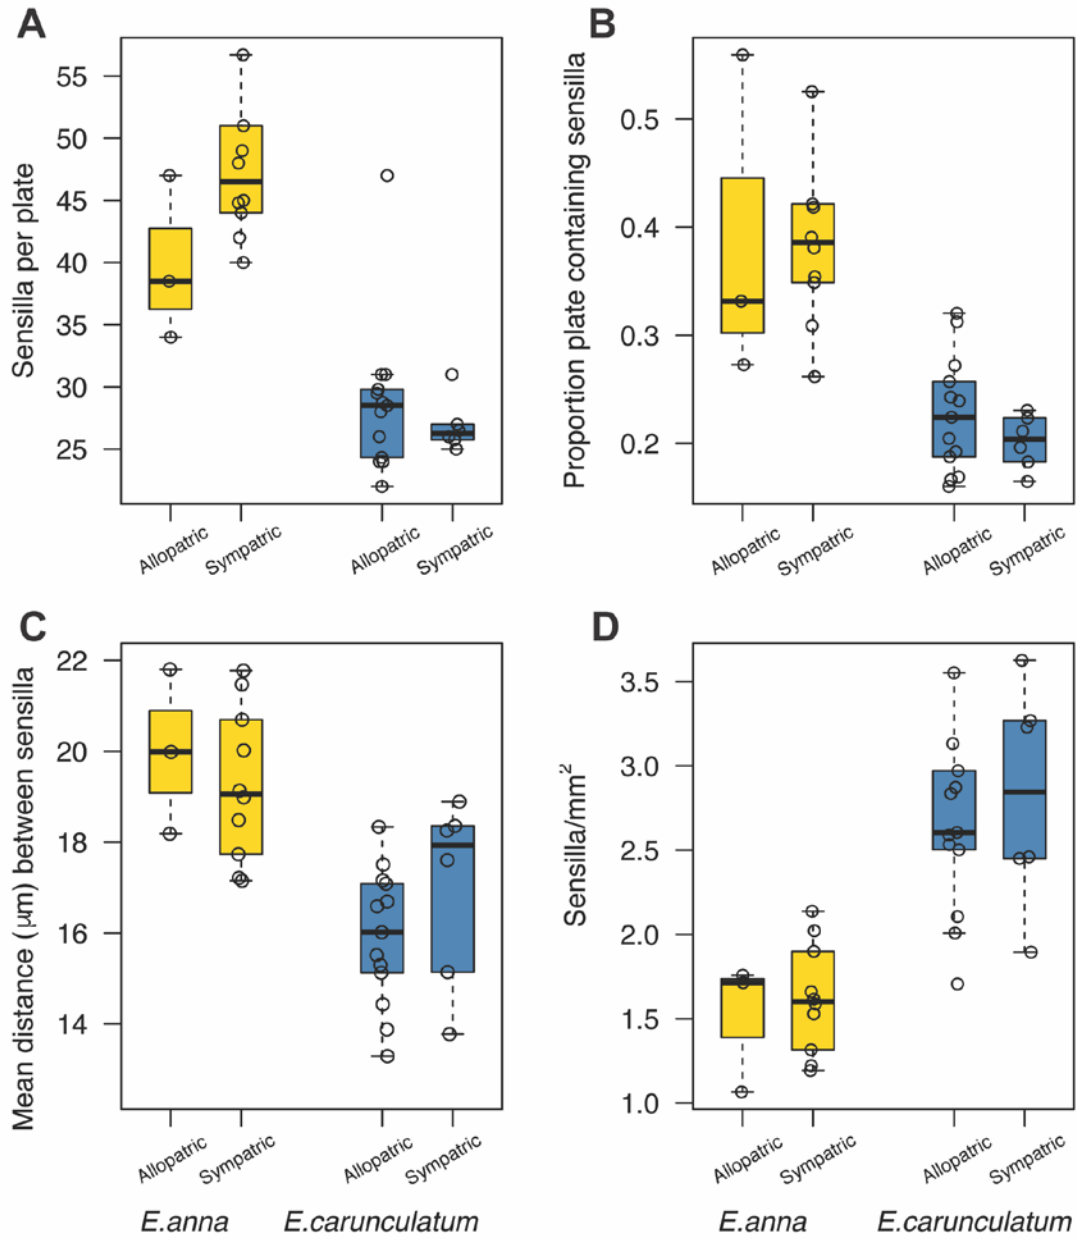 A
Sensilla per plate
55
50
45
40
35
30
25
Allopatric
Sympatric
Allopatric
Sympatric
B
Proportion plate containing sensilla
0.5
0.4
0.3
0.2
Allopatric
Sympatric
Allopatric
Sympatric
C
Mean distance (μm) between sensilla
22
20
18
16
14
Allopatric
Sympatric
Allopatric
Sympatric
E.anna
E.carunculatum
D
Sensilla/mm²
3.5
3.0
2.5
2.0
1.5
1.0
Allopatric
Sympatric
Allopatric
Sympatric
E.anna
E.carunculatum